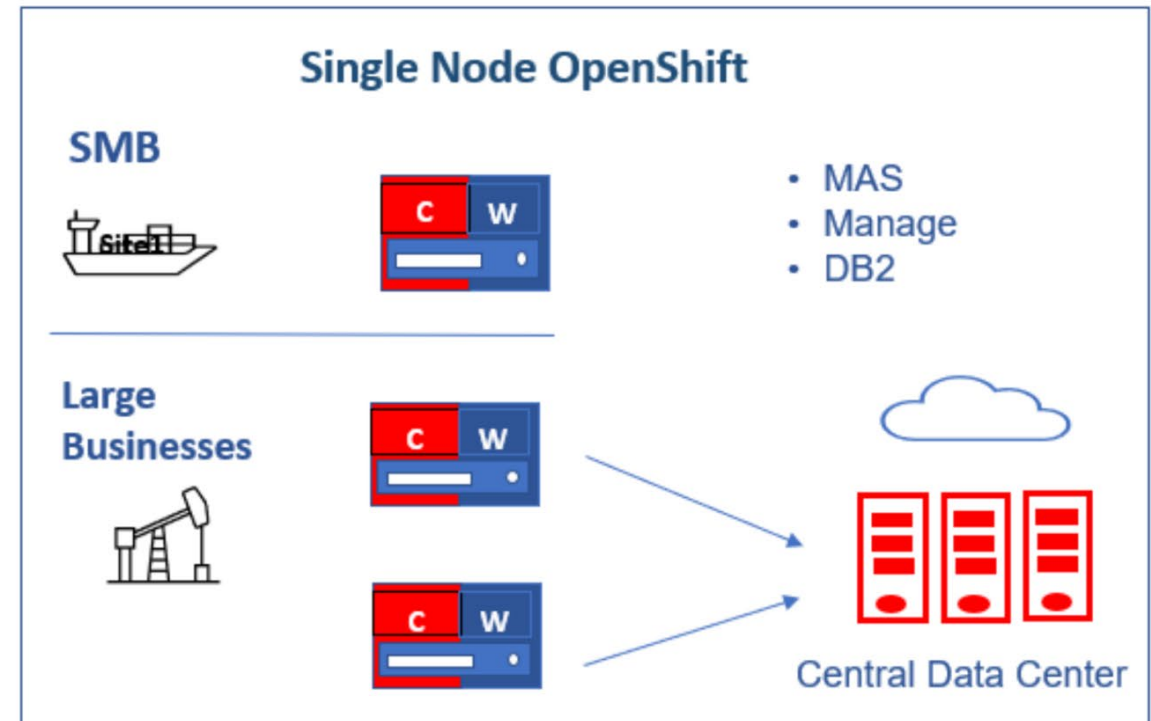 Single Node OpenShift
SMB
Site1
C W
• MAS
• Manage
• DB2
Large
Businesses
C W
C W
Central Data Center